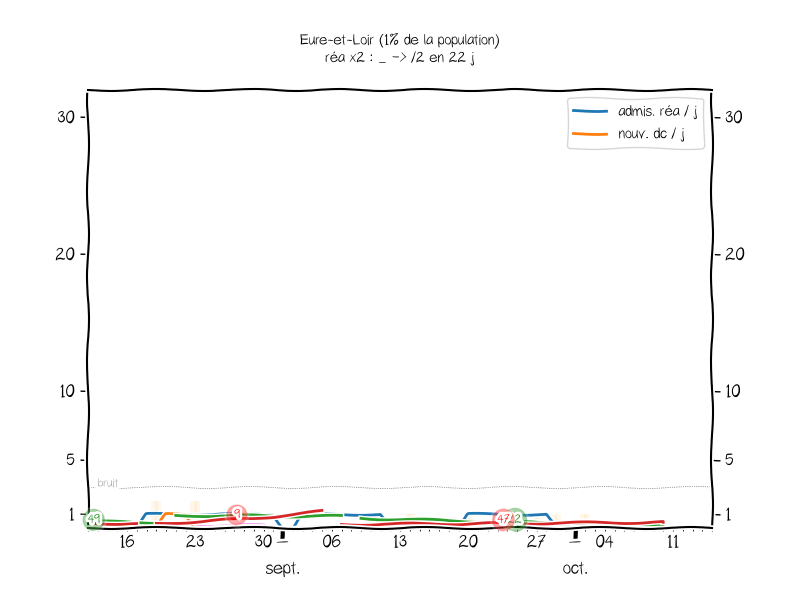 Eure-et-Loir (1% de la population)
réa x2 : _ -> /2 en 22 j
admis. réa / j
nouv. dc / j
30 30
20 20
10 10
5 5
bruit
1 49 9 47 2 1
16 23 30 06 13 20 27 04 11
sept. oct.